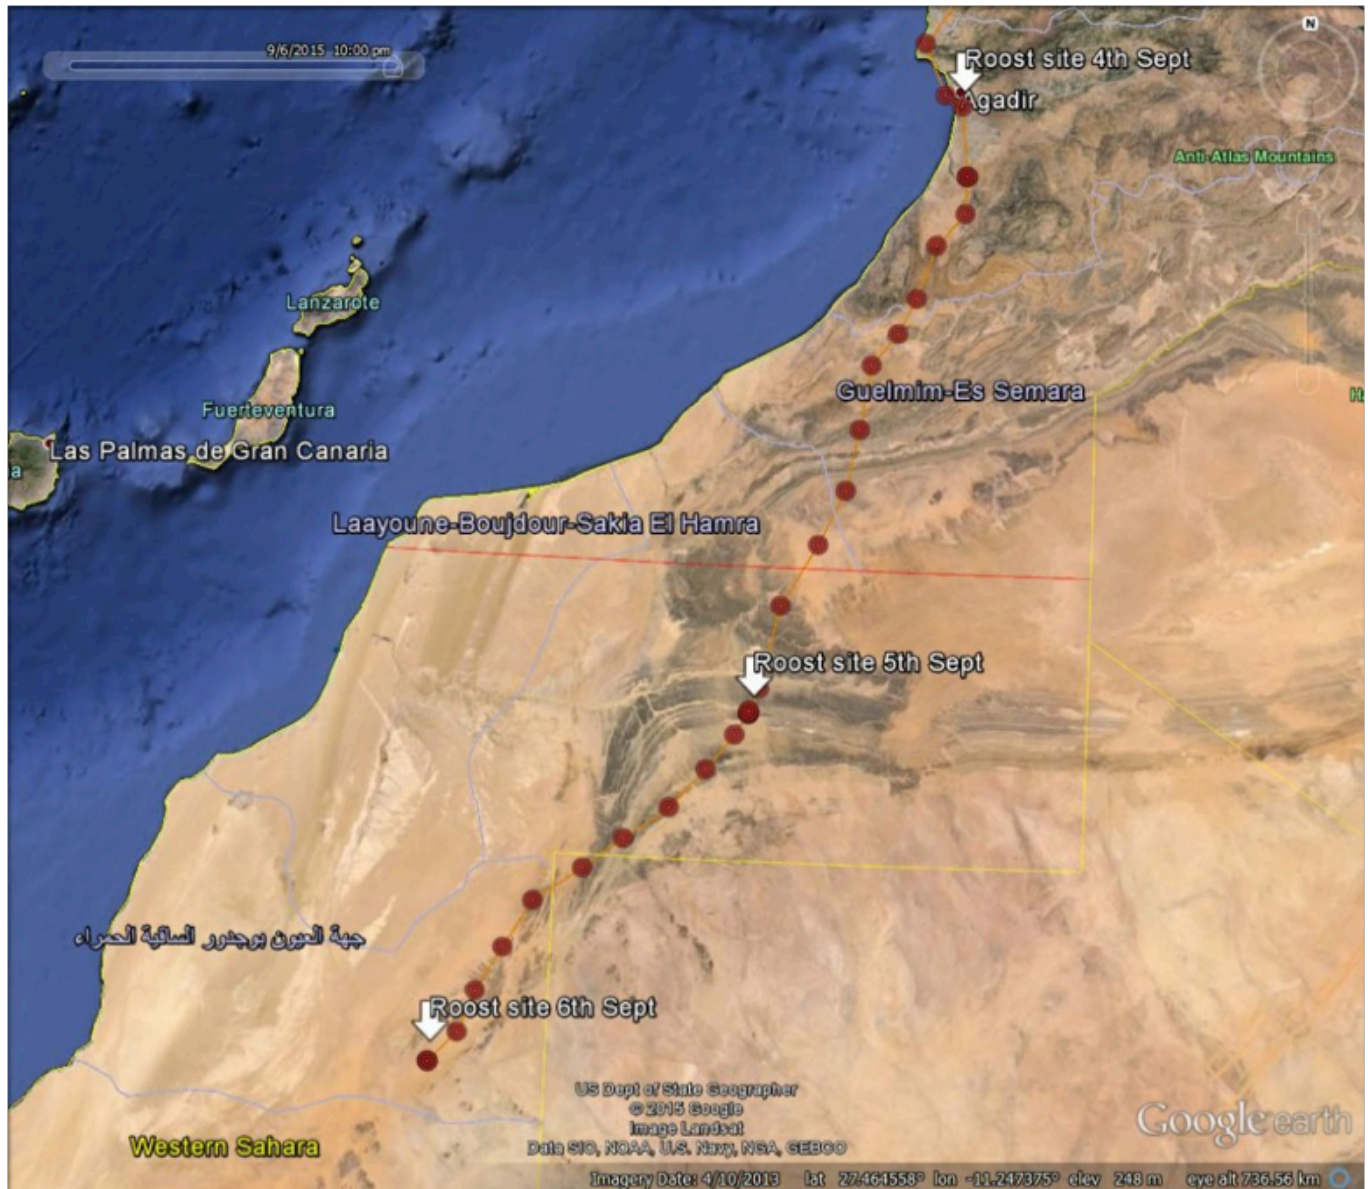 9/6/2015 10:00 pm
N
Roost site 4th Sept
Agadir
Anti-Atlas Mountains
Lanzarote
Guelmim-Es Semara
Ha
Fuerteventura
Las Palmas de Gran Canaria
a
Laayoune-Boujdour-Sakia El Hamra
Roost site 5th Sept
جهة العيون بوجدور الساقية الحمراء
Roost site 6th Sept
US Dept of State Geographer
© 2015 Google
Image Landsat
Data SIO, NOAA, U.S. Navy, NGA, GEBCO
Google earth
Western Sahara
Imagery Date: 4/10/2013 lat 27.464558° lon -11.247375° elev 248 m eye alt 736.56 km